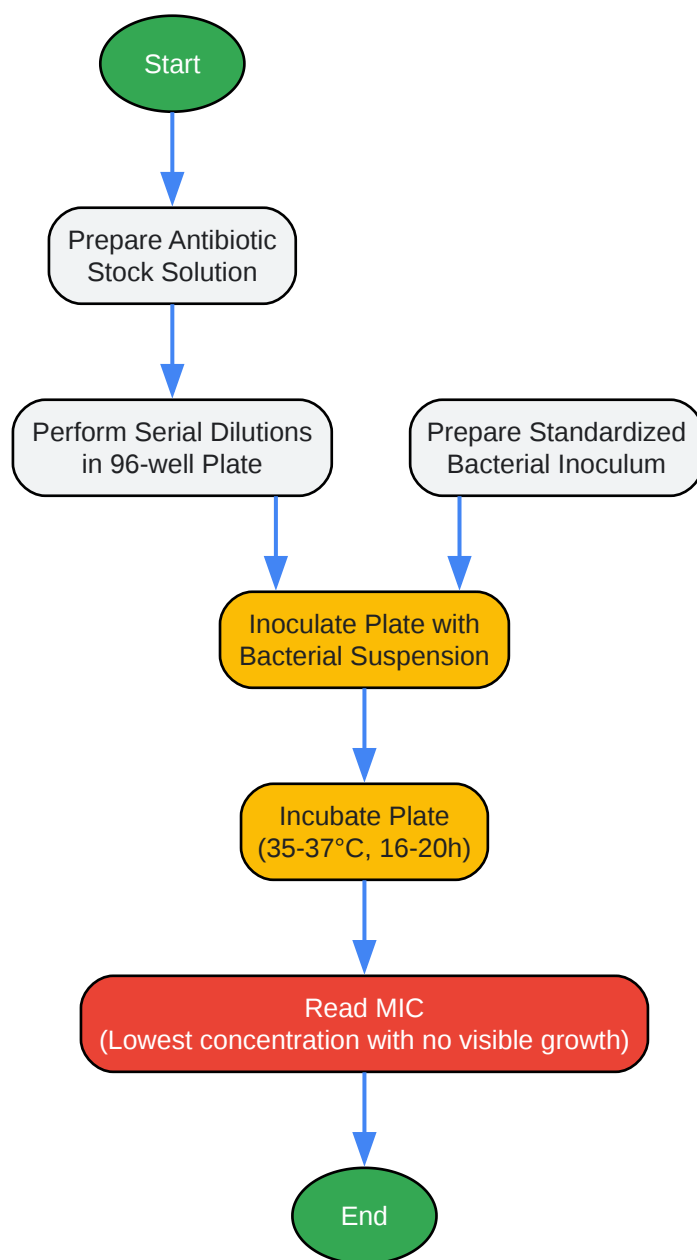 Start
Prepare Antibiotic
Stock Solution
Perform Serial Dilutions
in 96-well Plate
Prepare Standardized
Bacterial Inoculum
Inoculate Plate with
Bacterial Suspension
Incubate Plate
(35-37°C, 16-20h)
Read MIC
(Lowest concentration with no visible growth)
End